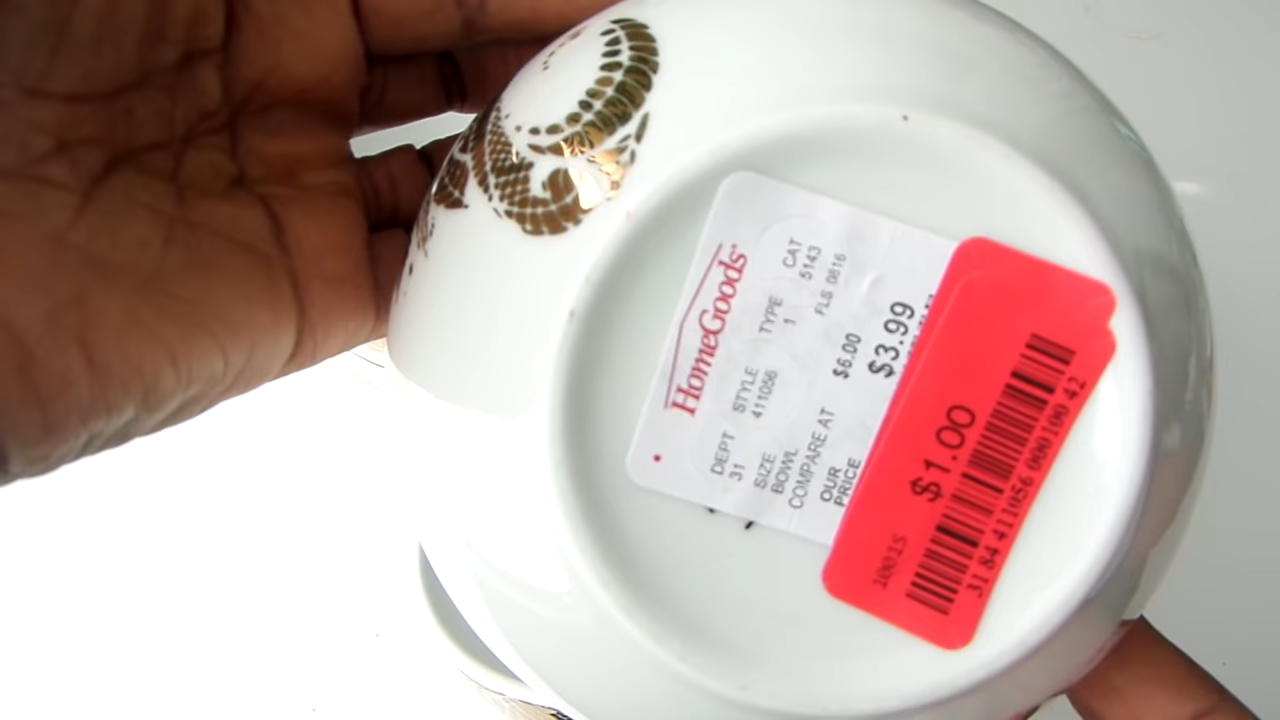 HomeGoods
DEPT STYLE TYPE CAT
31 411056 1 5143
SIZE FLS 0816
BOWL
COMPARE AT $6.00
OUR PRICE $3.99
$1.00
10015
31 84 411056 000100 42